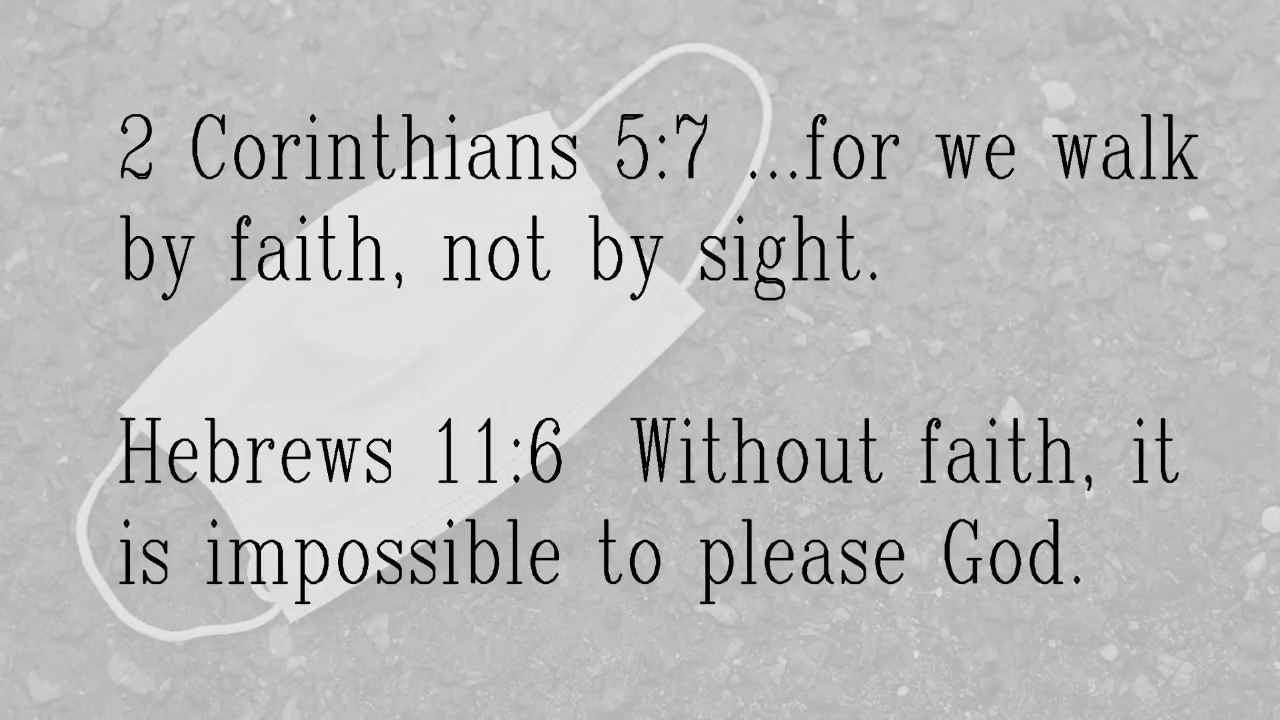 2 Corinthians 5:7 ...for we walk
by faith, not by sight.
Hebrews 11:6 Without faith, it
is impossible to please God.